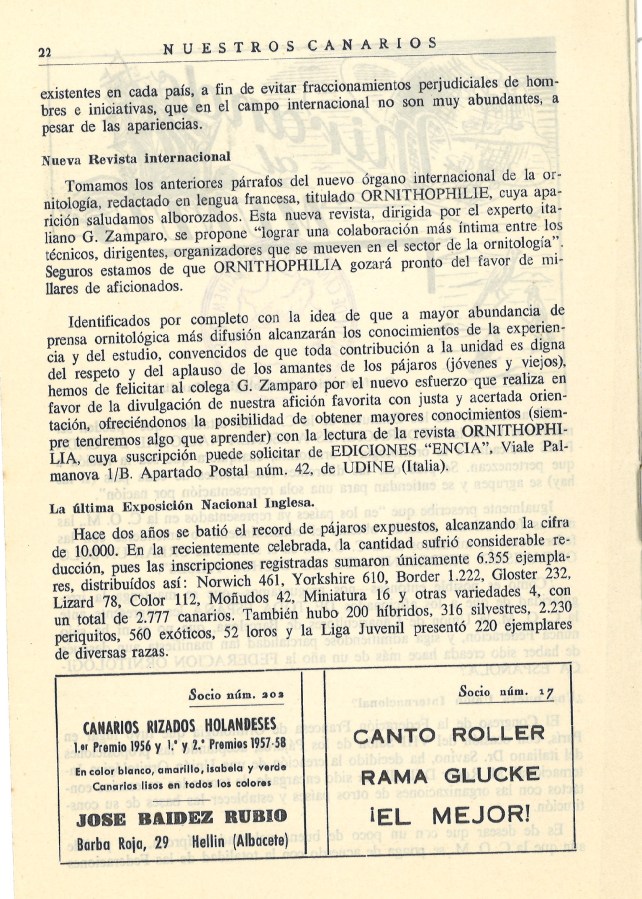 22
NUESTROS CANARIOS
existentes en cada país, a fin de evitar fraccionamientos perjudiciales de hom-
bres e iniciativas, que en el campo internacional no son muy abundantes, a
pesar de las apariencias.
Nueva Revista internacional
Tomamos los anteriores párrafos del nuevo órgano internacional de la or-
nitología, redactado en lengua francesa, titulado ORNITHOPHILIE, cuya apa-
rición saludamos alborozados. Esta nueva revista, dirigida por el experto ita-
liano G. Zamparo, se propone "lograr una colaboración más íntima entre los
técnicos, dirigentes, organizadores que se mueven en el sector de la ornitología".
Seguros estamos de que ORNITHOPHILIA gozará pronto del favor de mi-
llares de aficionados.
Identificados por completo con la idea de que a mayor abundancia de
prensa ornitológica más difusión alcanzarán los conocimientos de la experien-
cia y del estudio, convencidos de que toda contribución a la unidad es digna
del respeto y del aplauso de los amantes de los pájaros (jóvenes y viejos),
hemos de felicitar al colega G. Zamparo por el nuevo esfuerzo que realiza en
favor de la divulgación de nuestra afición favorita con justa y acertada orien-
tación, ofreciéndonos la posibilidad de obtener mayores conocimientos (siem-
pre tendremos algo que aprender) con la lectura de la revista ORNITHOPHI-
LIA, cuya suscripción puede solicitar de EDICIONES "ENCIA", Viale Pal-
manova 1/B. Apartado Postal núm. 42, de UDINE (Italia).
La última Exposición Nacional Inglesa.
Hace dos años se batió el record de pájaros expuestos, alcanzando la cifra
de 10.000. En la recientemente celebrada, la cantidad sufrió considerable re-
ducción, pues las inscripciones registradas sumaron únicamente 6.355 ejempla-
res, distribuídos así: Norwich 461, Yorkshire 610, Border 1.222, Gloster 232,
Lizard 78, Color 112, Moñudos 42, Miniatura 16 y otras variedades 4, con
un total de 2.777 canarios. También hubo 200 híbridos, 316 silvestres, 2.230
periquitos, 560 exóticos, 52 loros y la Liga Juvenil presentó 220 ejemplares
de diversas razas.
Socio núm. 202
CANARIOS RIZADOS HOLANDESES
1.er Premio 1956 y 1.º y 2.º Premios 1957-58
En color blanco, amarillo, isabela y verde
Canarios lisos en todos los colores
JOSE BAIDEZ RUBIO
Barba Roja, 29 Hellin (Albacete)
Socio núm. 17
CANTO ROLLER
RAMA GLUCKE
¡EL MEJOR!